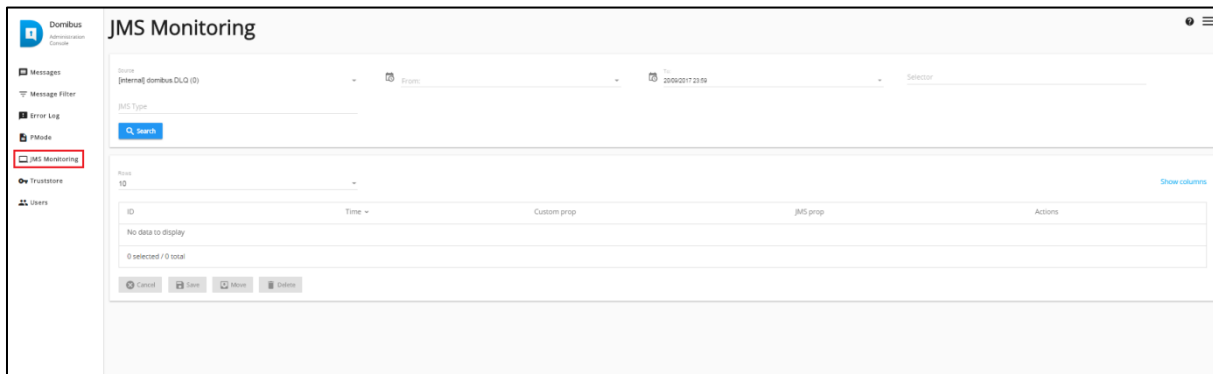 Domibus
Administration
Console
JMS Monitoring
Messages
Message Filter
Error Log
PMode
JMS Monitoring
Truststore
Users
Source
[internal] domibus.DLQ (0)
From:
To:
20/09/2017 23:59
Selector
JMS Type
Search
Rows
10
Show columns
ID Time Custom prop JMS prop Actions
No data to display
0 selected / 0 total
Cancel Save Move Delete